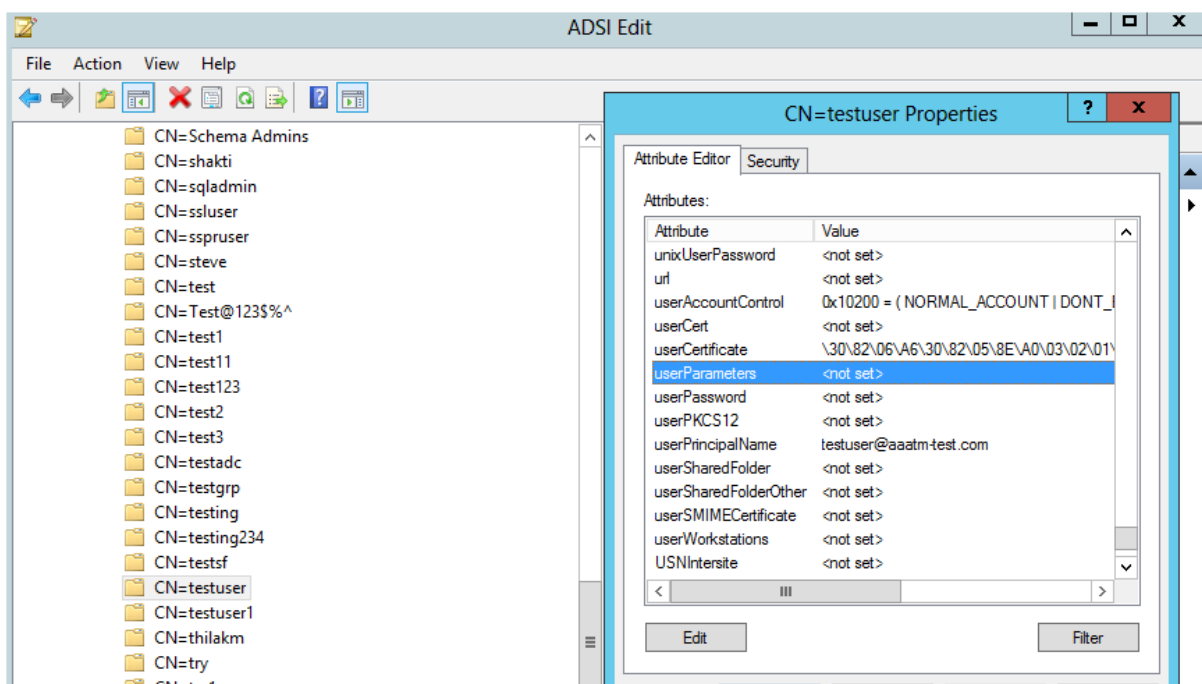 ADSI Edit
File Action View Help
CN=Schema Admins
CN=shakti
CN=sqladmin
CN=ssluser
CN=sspruser
CN=steve
CN=test
CN=Test@123$%^
CN=test1
CN=test11
CN=test123
CN=test2
CN=test3
CN=testadc
CN=testgrp
CN=testing
CN=testing234
CN=testsf
CN=testuser
CN=testuser1
CN=thilakm
CN=try
CN=testuser Properties
Attribute Editor Security
Attributes:
Attribute Value
unixUserPassword <not set>
url <not set>
userAccountControl 0x10200 = ( NORMAL_ACCOUNT | DONT_
userCert <not set>
userCertificate \30\82\06\A6\30\82\05\8E\A0\03\02\01\
userParameters <not set>
userPassword <not set>
userPKCS12 <not set>
userPrincipalName testuser@aaatm-test.com
userSharedFolder <not set>
userSharedFolderOther <not set>
userSMIMECertificate <not set>
userWorkstations <not set>
USNIntersite <not set>
Edit Filter